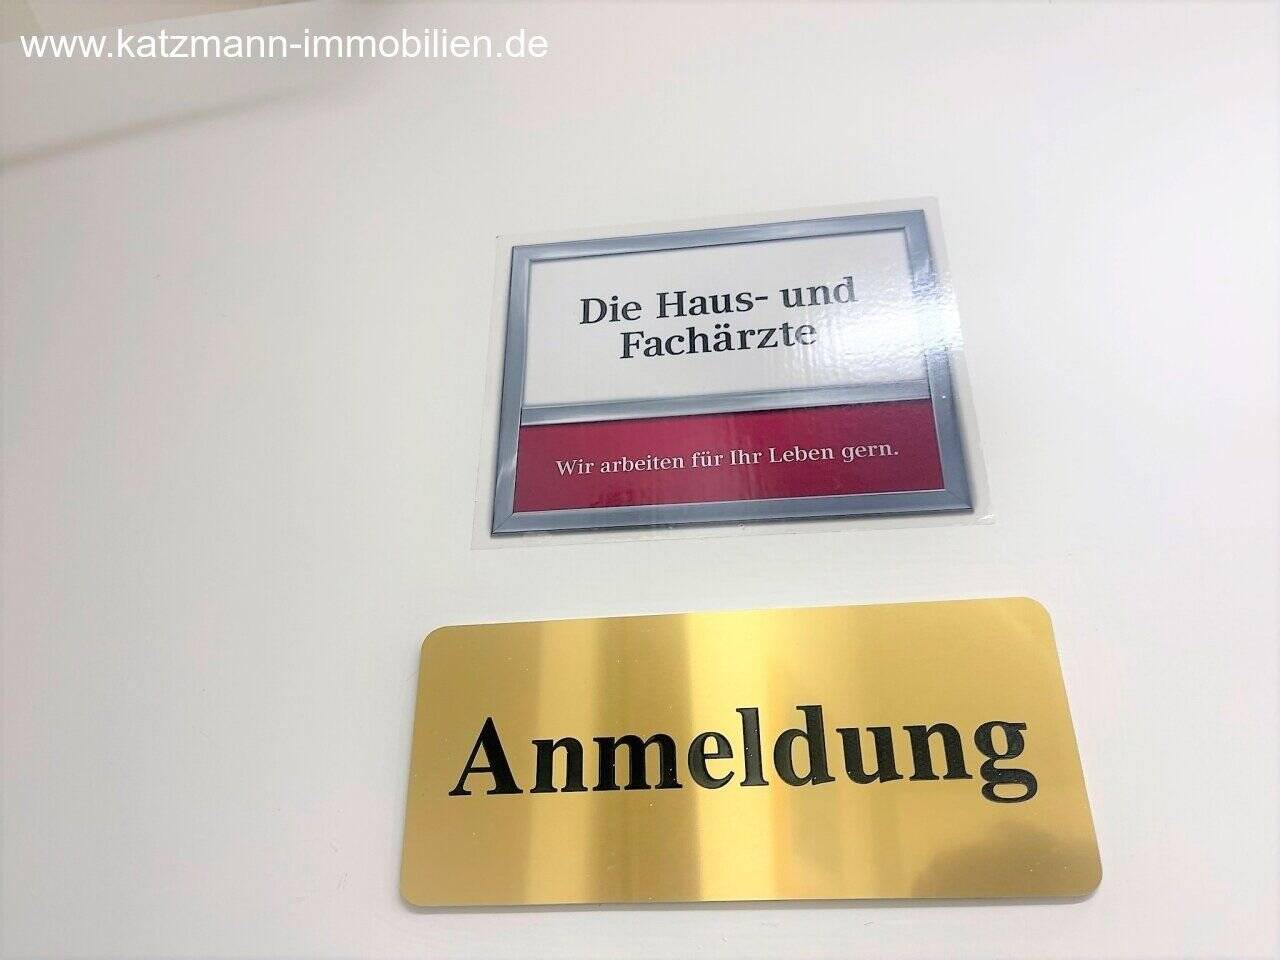 www.katzmann-immobilien.de
Die Haus- und
Fachärzte
Wir arbeiten für Ihr Leben gern.
Anmeldung